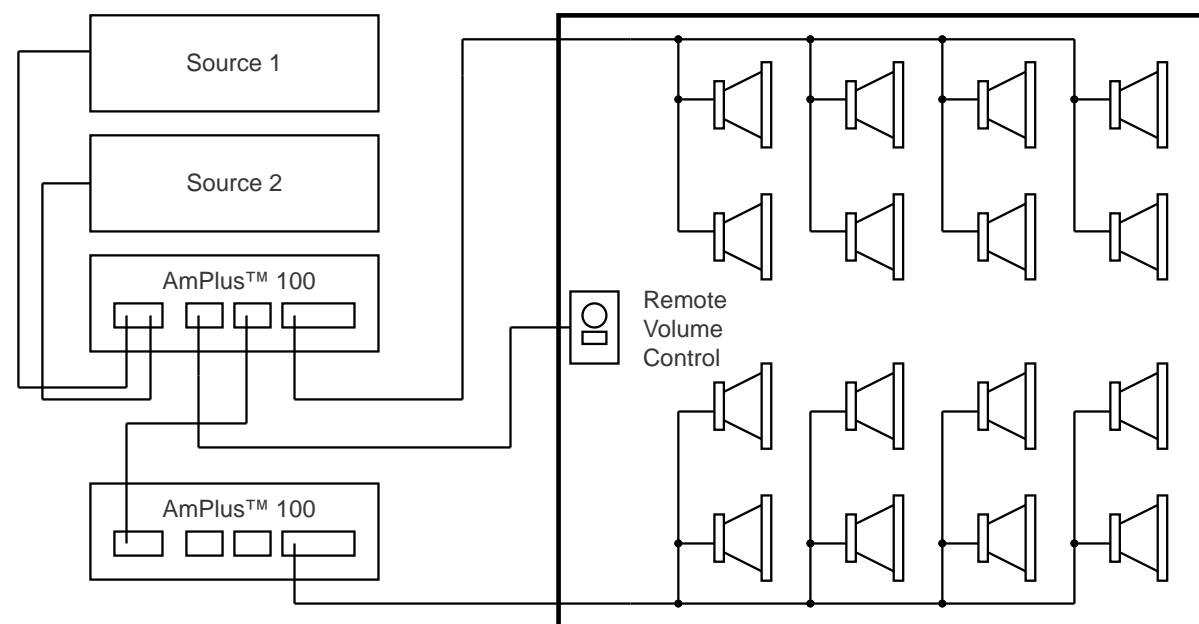 Source 1
Source 2
AmPlus™ 100
Remote
Volume
Control
AmPlus™ 100